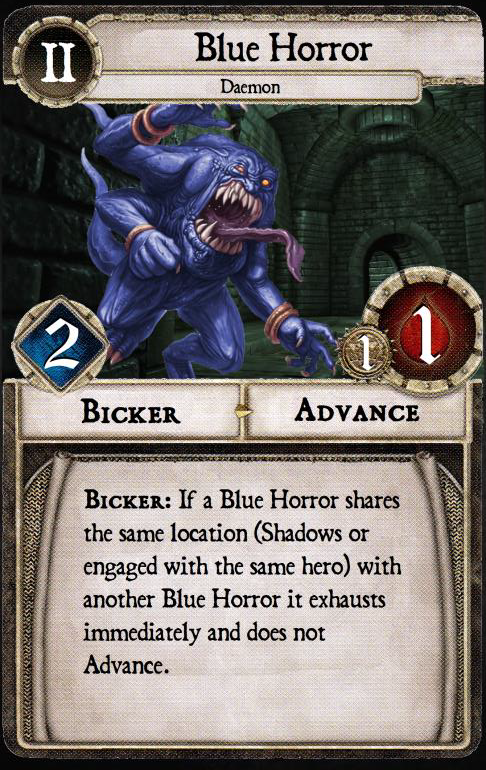 II
Blue Horror
Daemon
2
1
1
BICKER
ADVANCE
BICKER: If a Blue Horror shares
the same location (Shadows or
engaged with the same hero) with
another Blue Horror it exhausts
immediately and does not
Advance.